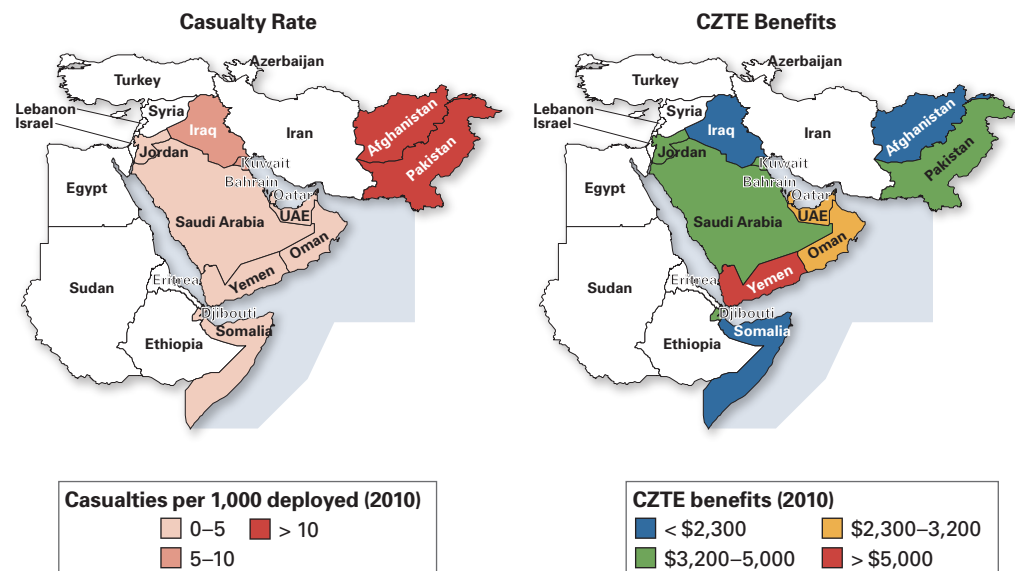 Casualty Rate
Turkey
Azerbaijan
Lebanon
Israel
Syria
Iraq
Iran
Afghanistan
Pakistan
Jordan
Kuwait
Bahrain
Qatar
Egypt
Saudi Arabia
UAE
Oman
Yemen
Eritrea
Sudan
Djibouti
Somalia
Ethiopia
Casualties per 1,000 deployed (2010)
0–5
> 10
5–10
CZTE Benefits
Turkey
Azerbaijan
Lebanon
Israel
Syria
Iraq
Iran
Afghanistan
Pakistan
Jordan
Kuwait
Bahrain
Qatar
Egypt
Saudi Arabia
UAE
Oman
Yemen
Eritrea
Sudan
Djibouti
Somalia
Ethiopia
CZTE benefits (2010)
< $2,300
$2,300–3,200
$3,200–5,000
> $5,000